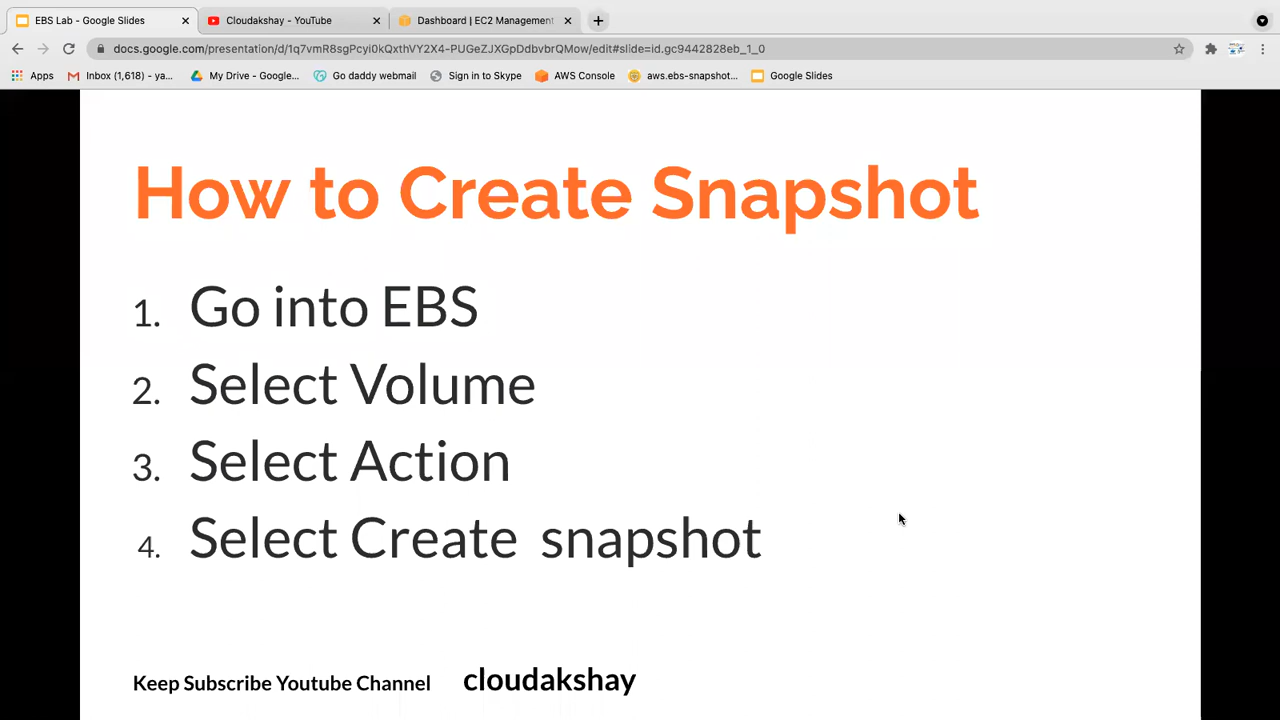 EBS Lab - Google Slides
Cloudakshay - YouTube
Dashboard | EC2 Management
docs.google.com/presentation/d/1q7vmR8sgPcyi0kQxthVY2X4-PUGeZJXGpDdbvbrQMow/edit#slide=id.gc9442828eb_1_0
Apps
Inbox (1,618) - ya...
My Drive - Google...
Go daddy webmail
Sign in to Skype
AWS Console
aws.ebs-snapshot...
Google Slides
How to Create Snapshot
1. Go into EBS
2. Select Volume
3. Select Action
4. Select Create snapshot
Keep Subscribe Youtube Channel cloudakshay